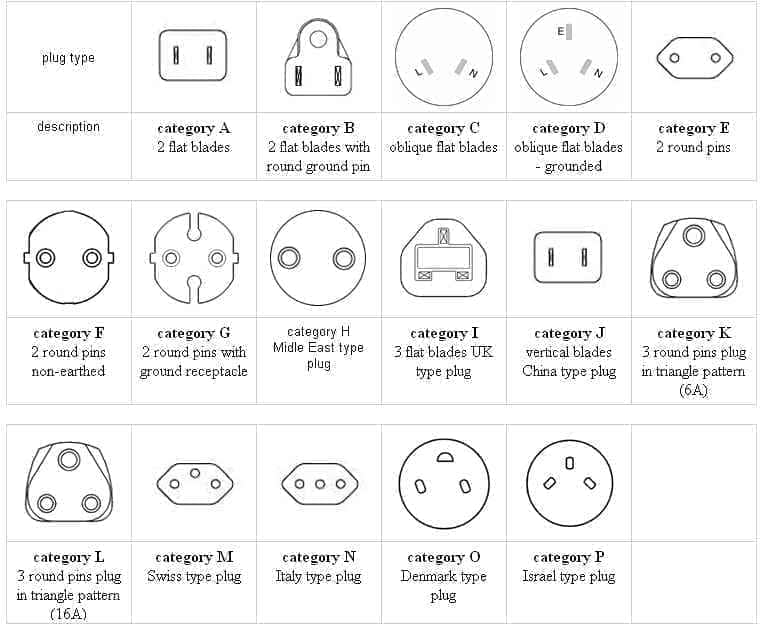 plug type
E
L
N
L
N
description
category A
2 flat blades
category B
2 flat blades with
round ground pin
category C
oblique flat blades
category D
oblique flat blades
- grounded
category E
2 round pins
category F
2 round pins
non-earthed
category G
2 round pins with
ground receptacle
category H
Midle East type
plug
category I
3 flat blades UK
type plug
category J
vertical blades
China type plug
category K
3 round pins plug
in triangle pattern
(6A)
category L
3 round pins plug
in triangle pattern
(16A)
category M
Swiss type plug
category N
Italy type plug
category O
Denmark type
plug
category P
Israel type plug